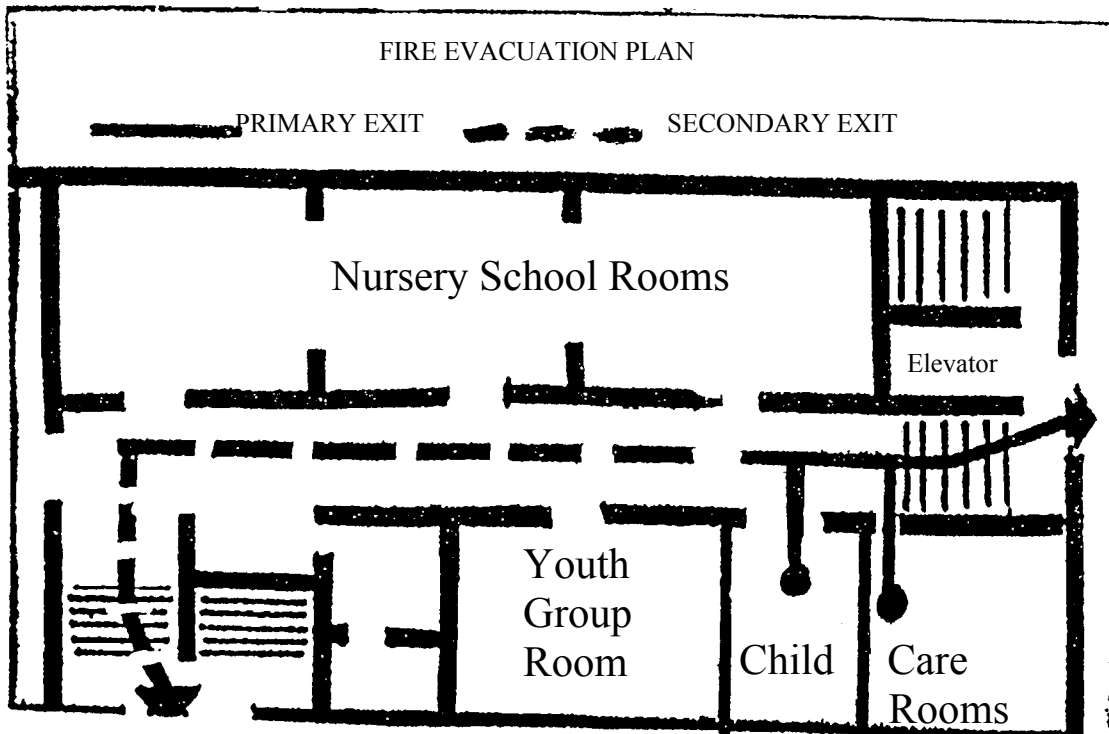 FIRE EVACUATION PLAN
PRIMARY EXIT
SECONDARY EXIT
Nursery School Rooms
Elevator
Youth
Group
Room
Child
Care
Rooms